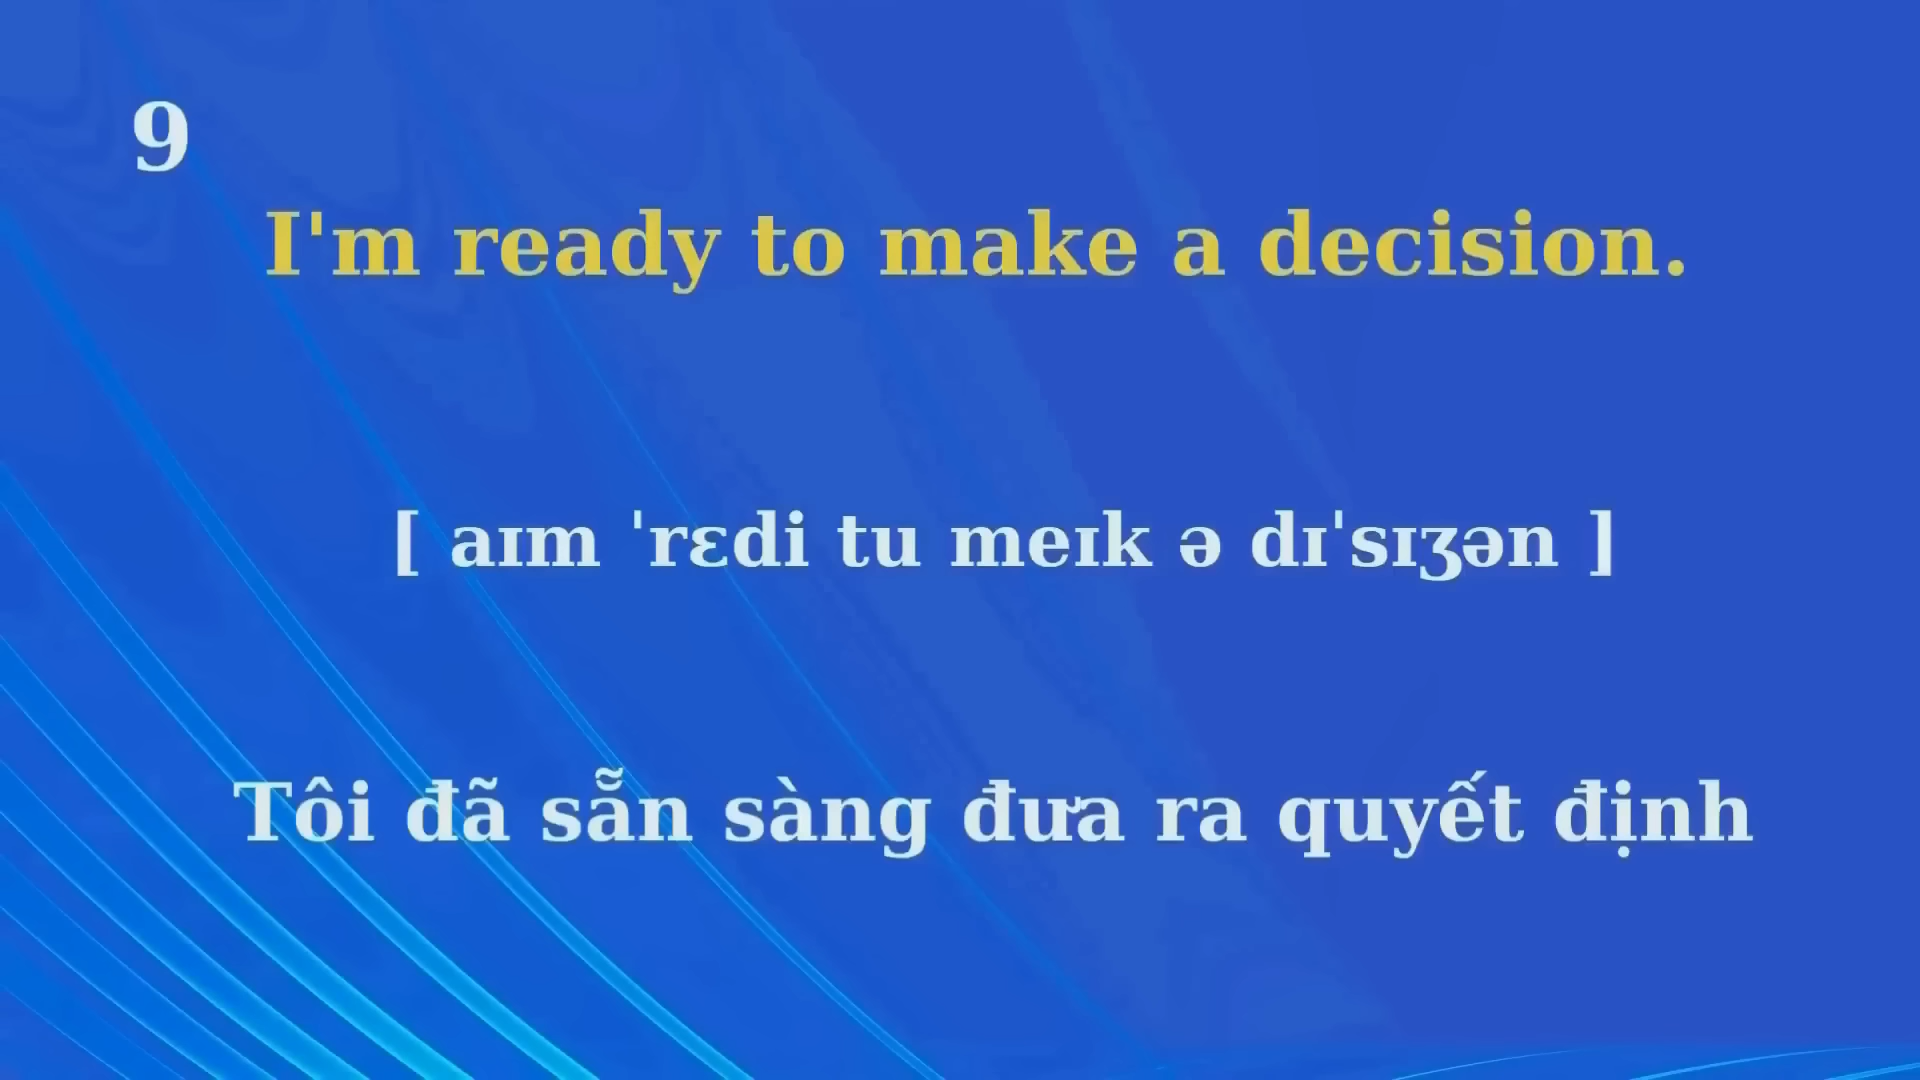 9
I'm ready to make a decision.
[ aɪm ˈrɛdi tu meɪk ə dɪˈsɪʒən ]
Tôi đã sẵn sàng đưa ra quyết định